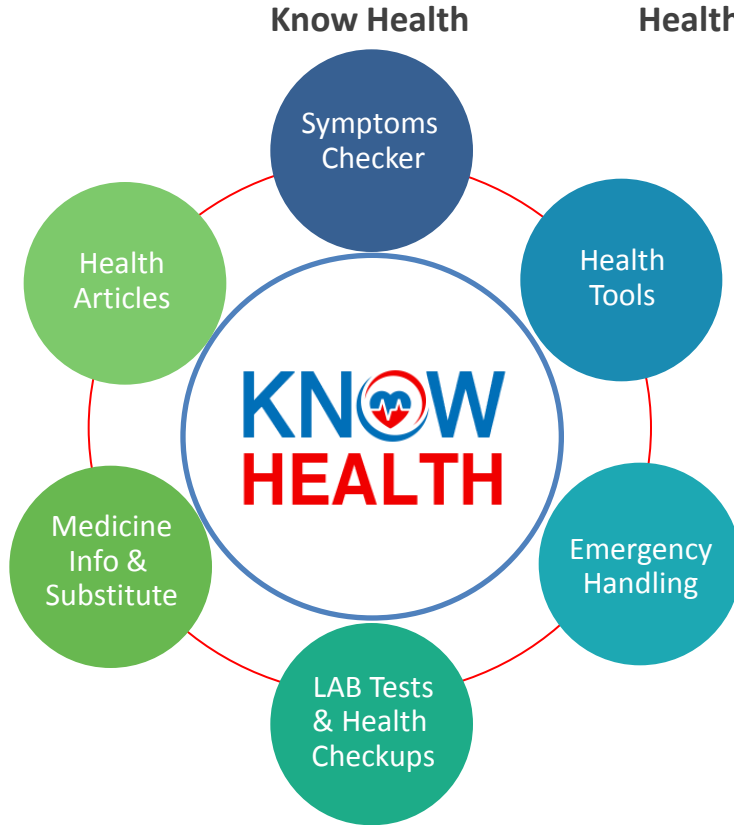 Know Health
Health
Symptoms
Checker
Health
Tools
Emergency
Handling
LAB Tests
& Health
Checkups
Medicine
Info &
Substitute
Health
Articles
KNOW
HEALTH